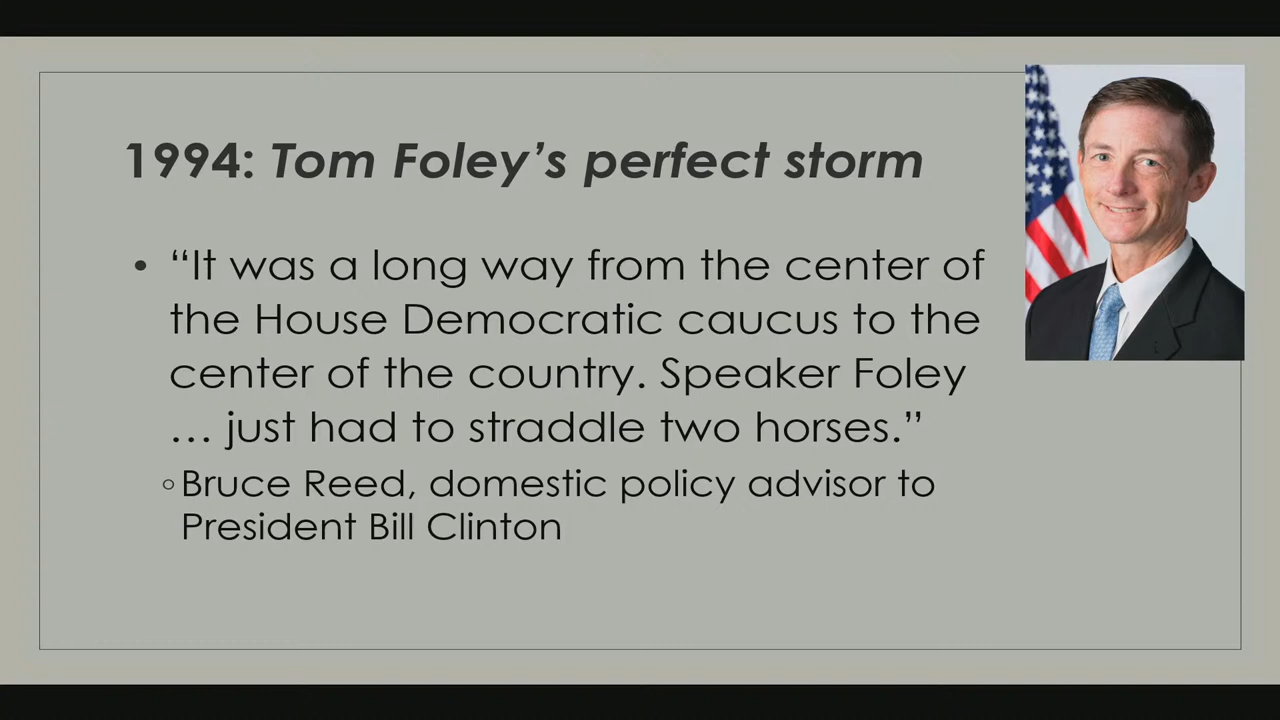 1994: Tom Foley’s perfect storm
• “It was a long way from the center of
the House Democratic caucus to the
center of the country. Speaker Foley
… just had to straddle two horses.”
◦Bruce Reed, domestic policy advisor to
President Bill Clinton